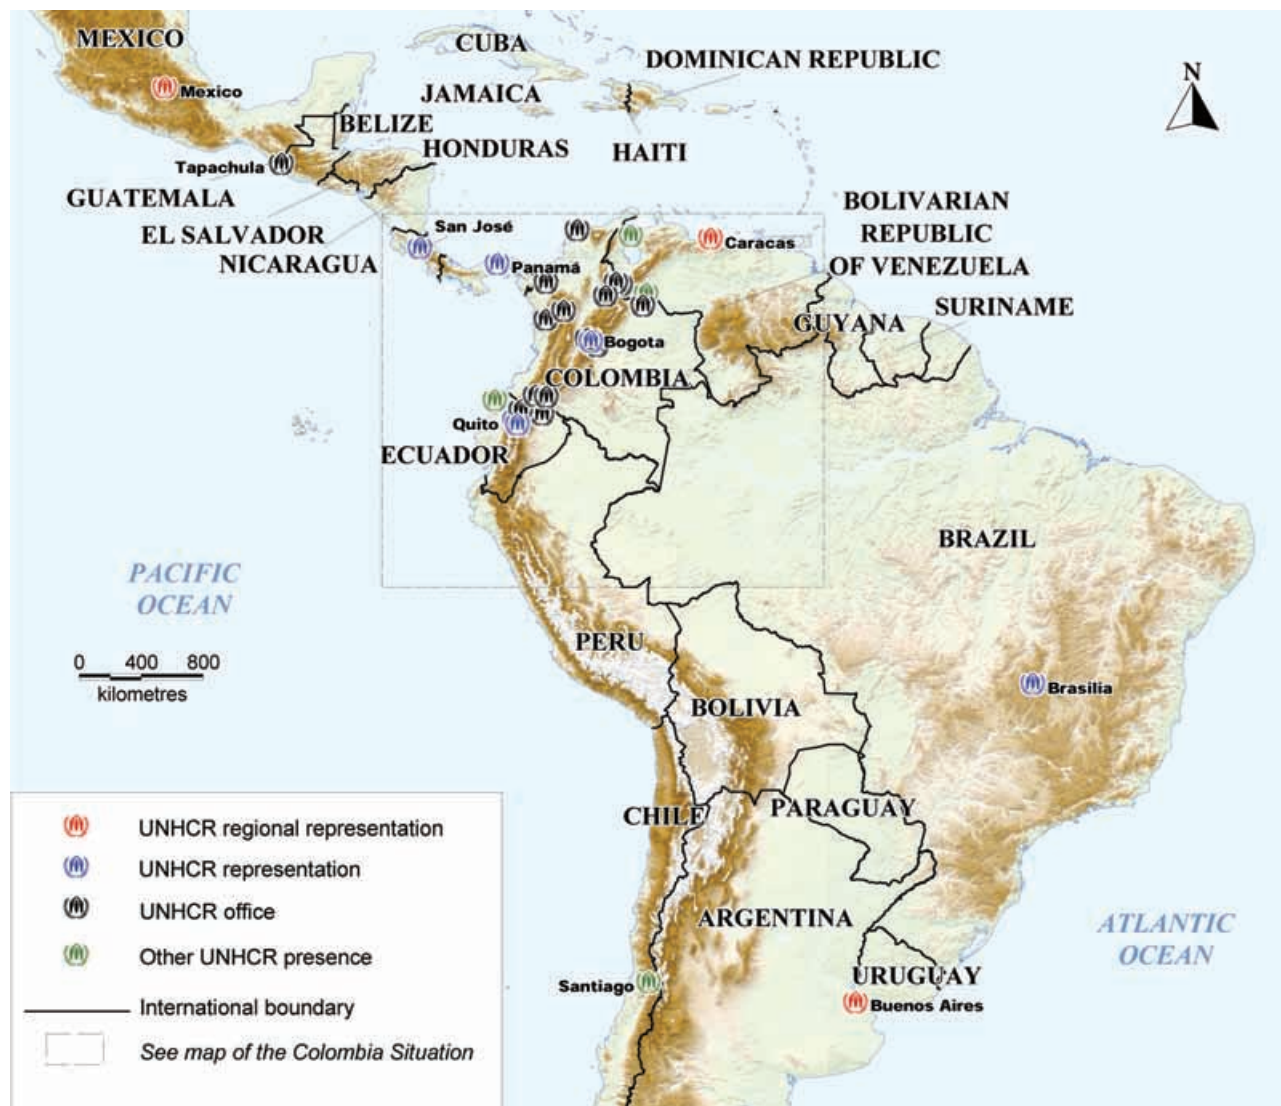 MEXICO
CUBA
DOMINICAN REPUBLIC
N
Mexico
JAMAICA
BELIZE
HONDURAS
HAITI
Tapachula
GUATEMALA
BOLIVARIAN
REPUBLIC
OF VENEZUELA
EL SALVADOR
San José
NICARAGUA
Caracas
Panamá
SURINAME
GUYANA
Bogota
COLOMBIA
Quito
ECUADOR
BRAZIL
PACIFIC
OCEAN
PERU
0 400 800
kilometres
Brasilia
BOLIVIA
CHILE
PARAGUAY
ARGENTINA
ATLANTIC
OCEAN
URUGUAY
Santiago
Buenos Aires
UNHCR regional representation
UNHCR representation
UNHCR office
Other UNHCR presence
International boundary
See map of the Colombia Situation